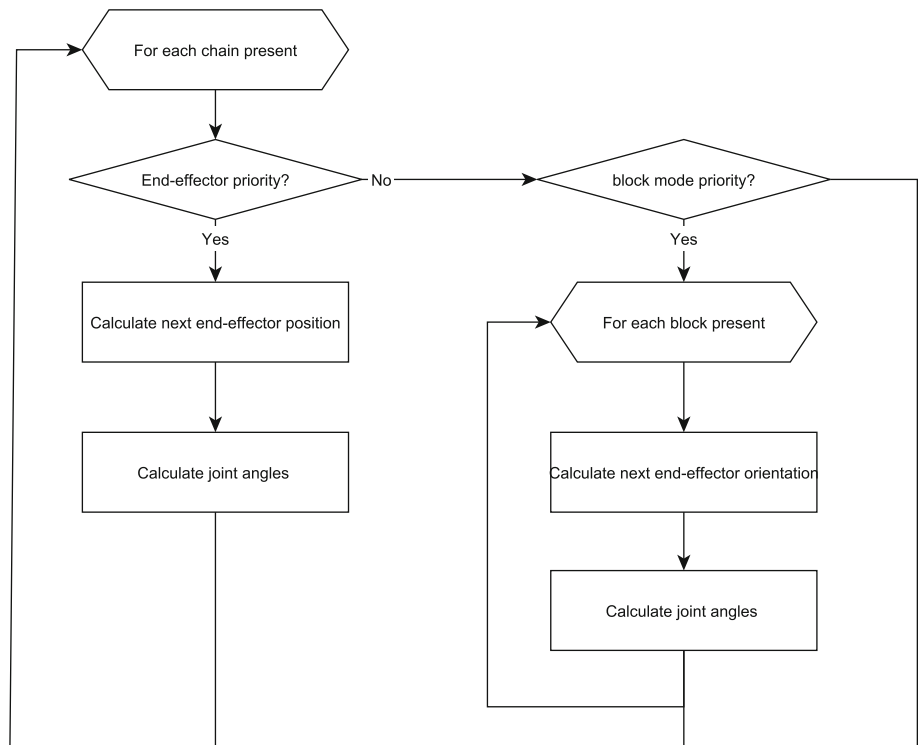 For each chain present
End-effector priority?
No
block mode priority?
Yes
Yes
Calculate next end-effector position
For each block present
Calculate joint angles
Calculate next end-effector orientation
Calculate joint angles